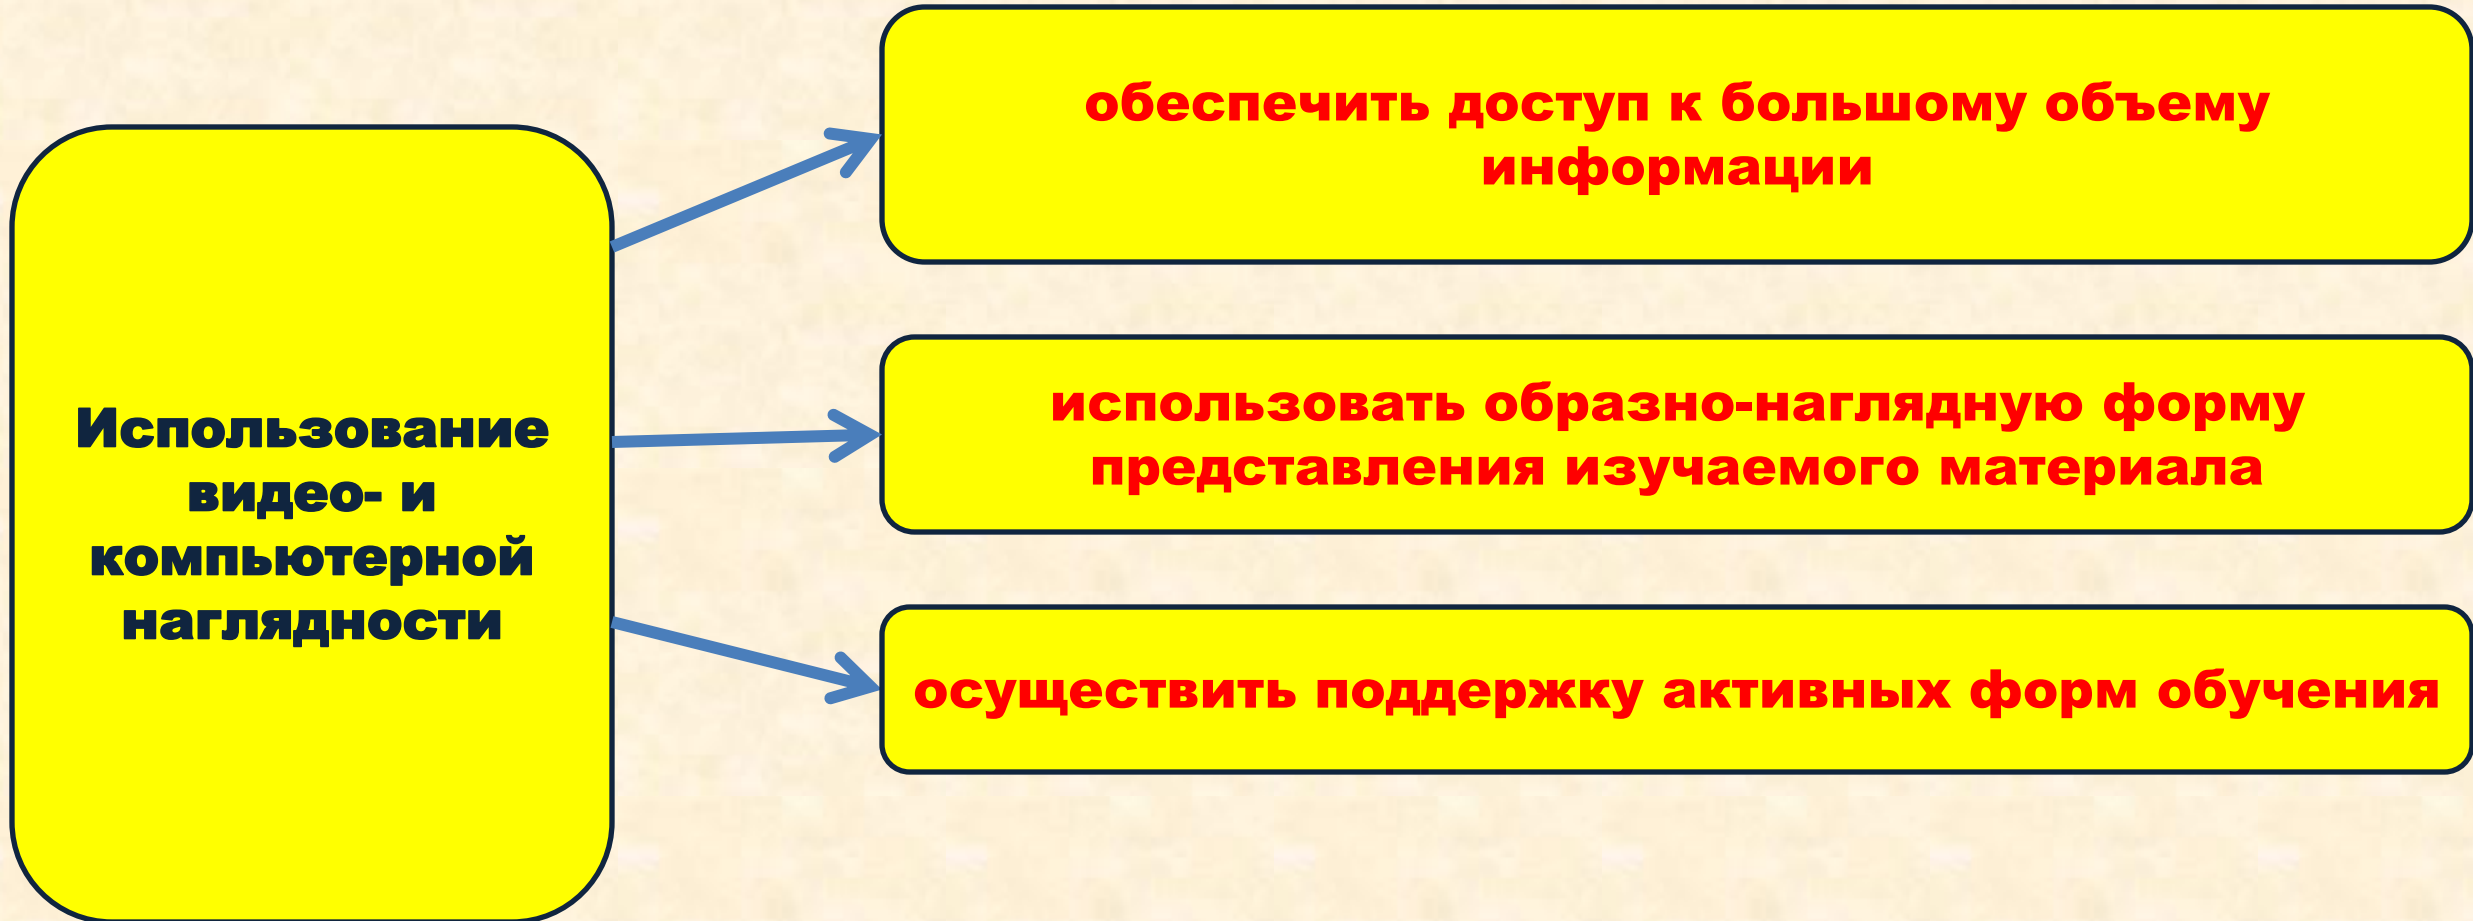 Использование
видео- и
компьютерной
наглядности
обеспечить доступ к большому объему
информации
использовать образно-наглядную форму
представления изучаемого материала
осуществить поддержку активных форм обучения